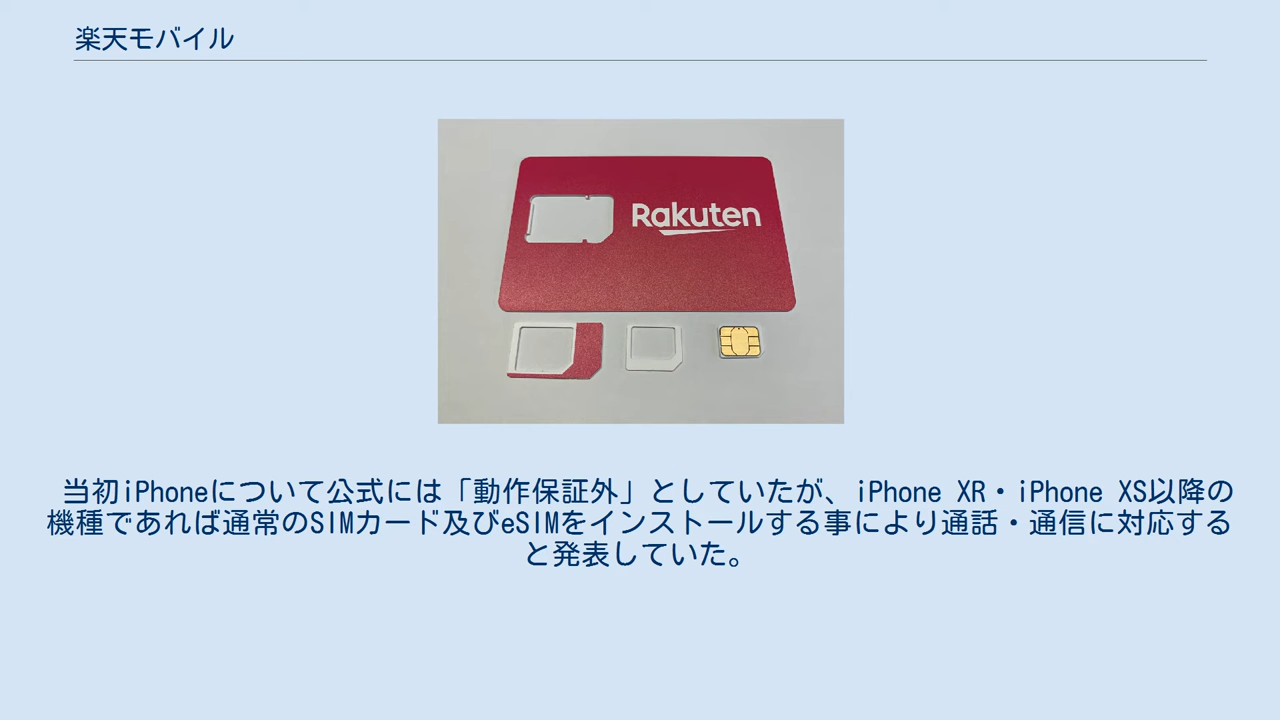 楽天モバイル
Rakuten
当初iPhoneについて公式には「動作保証外」としていたが、iPhone XR・iPhone XS以降の
機種であれば通常のSIMカード及びeSIMをインストールする事により通話・通信に対応する
と発表していた。